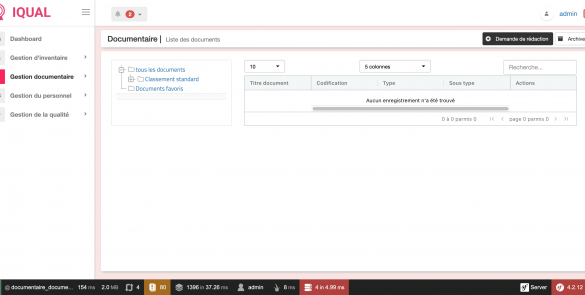 IQUAL
0
admin
Dashboard
Gestion d'inventaire
Gestion documentaire
Gestion du personnel
Gestion de la qualité
Documentaire | Liste des documents
Demande de rédaction
Archive
tous les documents
Classement standard
Documents favoris
10
5 colonnes
Recherche...
Titre document Codification Type Sous type Actions
Aucun enregistrement n'a été trouvé
0 à 0 parmis 0
page 0 parmis 0
@ documentaire_docume... 154 ms 2.0 MB 4 80 1396 in 37.26 ms admin 8 ms 4 in 4.99 ms Server 4.2.12